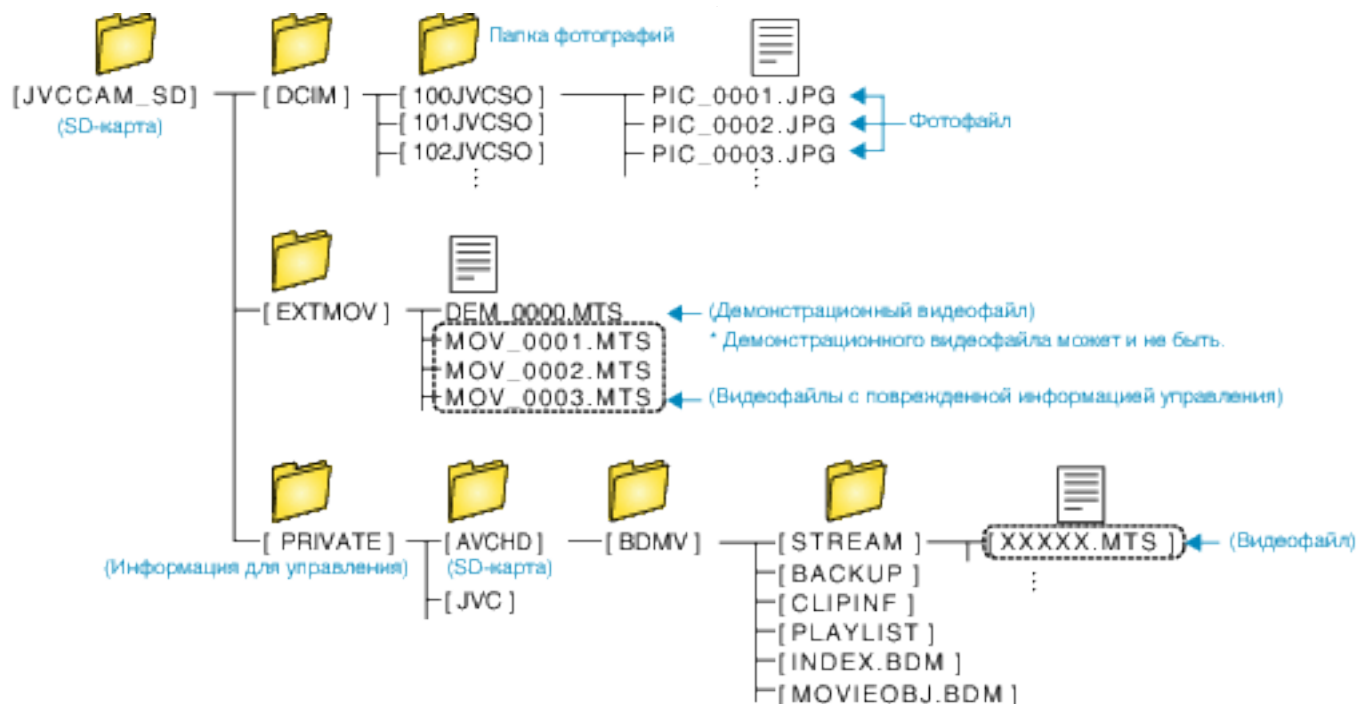 Папка фотографий
[JVCCAM_SD] [DCIM] [100JVCSO] PIC_0001.JPG
(SD-карта) [101JVCSO] PIC_0002.JPG Фотофайл
[102JVCSO] PIC_0003.JPG
[EXTMOV] DEM_0000.MTS (Демонстрационный видеофайл)
MOV_0001.MTS * Демонстрационного видеофайла может и не быть.
MOV_0002.MTS
MOV_0003.MTS (Видеофайлы с поврежденной информацией управления)
[PRIVATE] [AVCHD] [BDMV] [STREAM] [XXXXX.MTS] (Видеофайл)
(Информация для управления) (SD-карта) [BACKUP]
[JVC] [CLIPINF]
[PLAYLIST]
[INDEX.BDM]
[MOVIEOBJ.BDM]